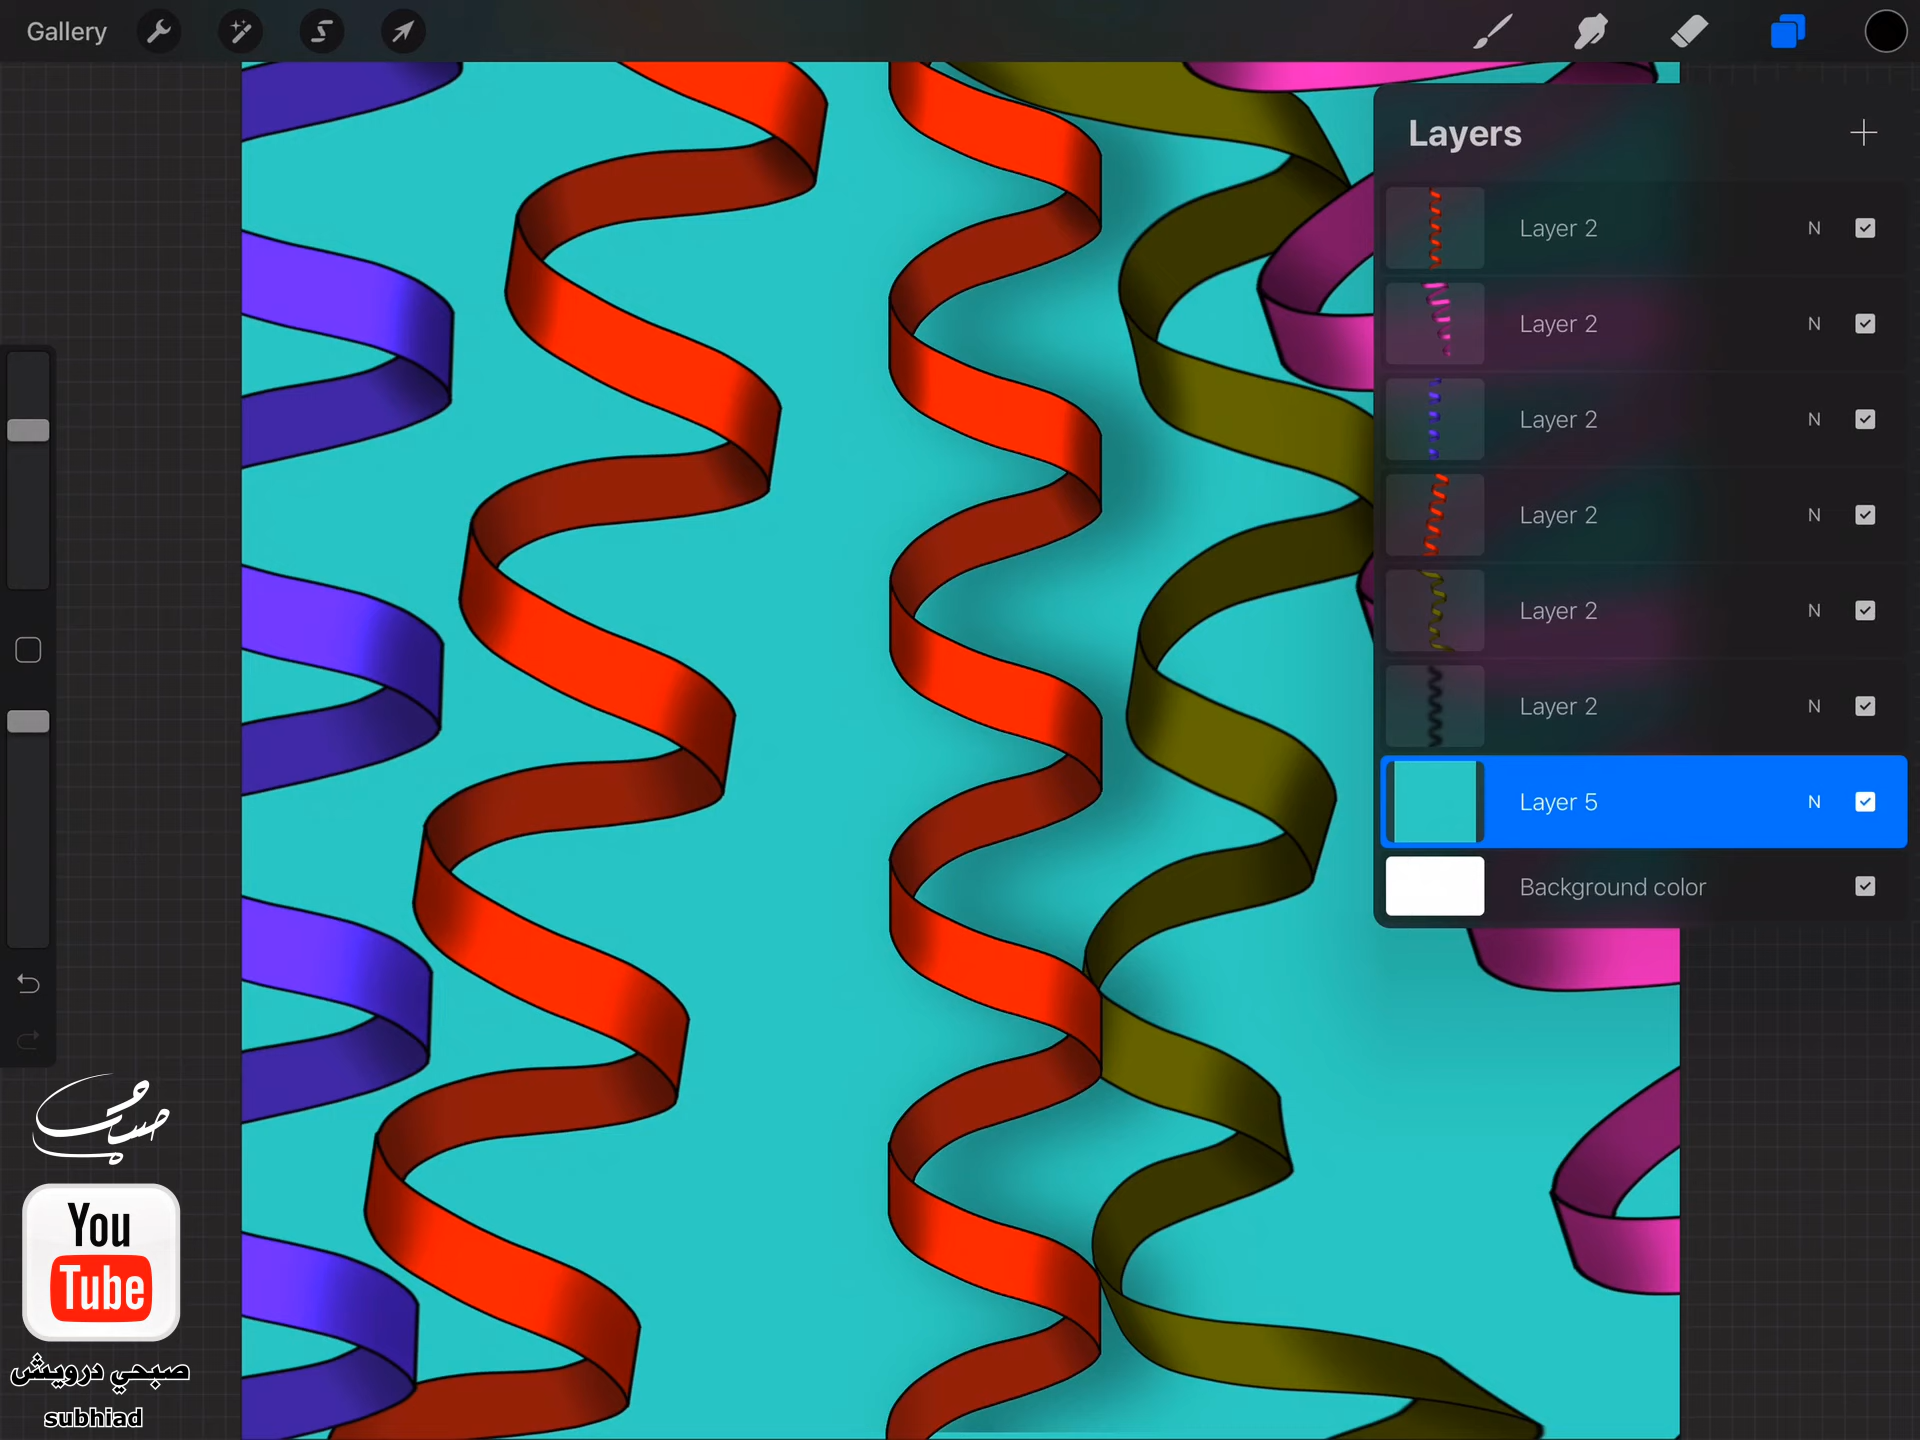 Gallery
Layers
Layer 2 N
Layer 2 N
Layer 2 N
Layer 2 N
Layer 2 N
Layer 2 N
Layer 5 N
Background color
You
Tube
صبحي درويش
subhiad